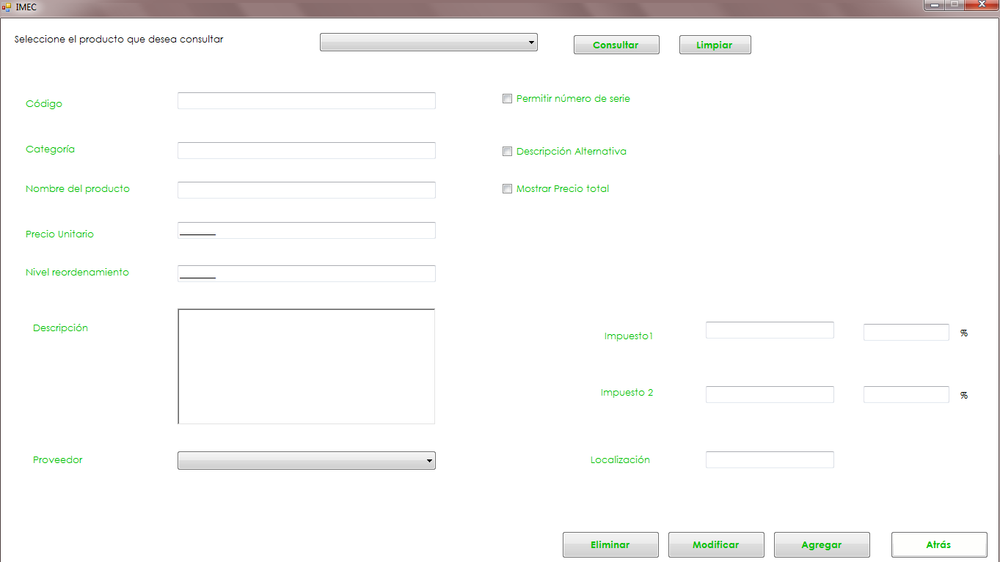 IMEC
Seleccione el producto que desea consultar
Consultar
Limpiar
Código
Permitir número de serie
Categoría
Descripción Alternativa
Nombre del producto
Mostrar Precio total
Precio Unitario
Nivel reordenamiento
Descripción
Impuesto1
%
Impuesto 2
%
Proveedor
Localización
Eliminar
Modificar
Agregar
Atrás